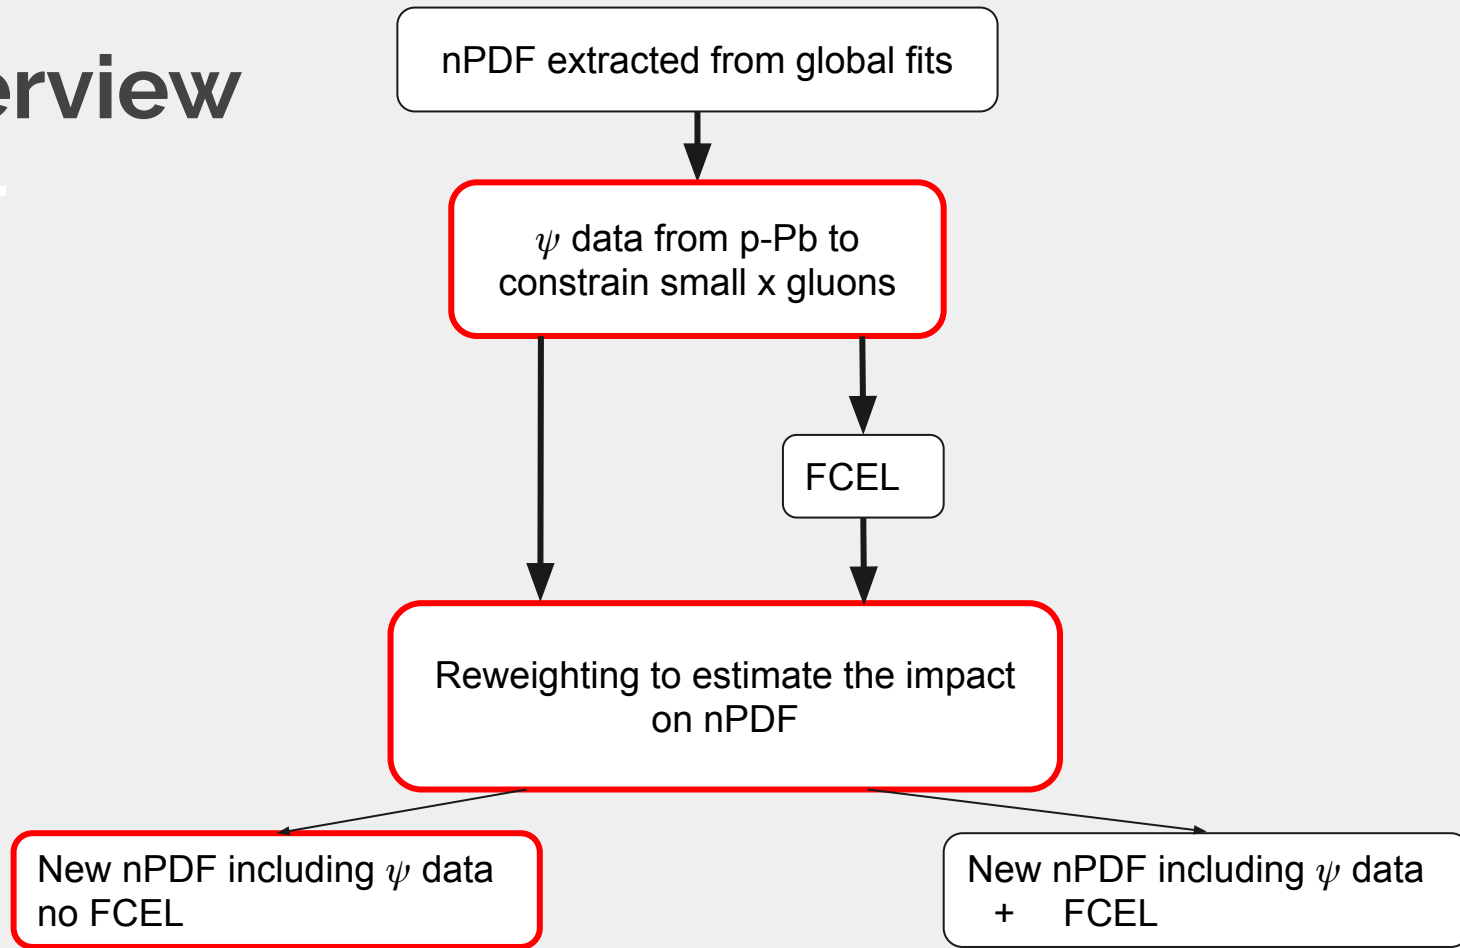 erview
nPDF extracted from global fits
ψ data from p-Pb to
constrain small x gluons
FCEL
Reweighting to estimate the impact
on nPDF
New nPDF including ψ data
no FCEL
New nPDF including ψ data
+ FCEL